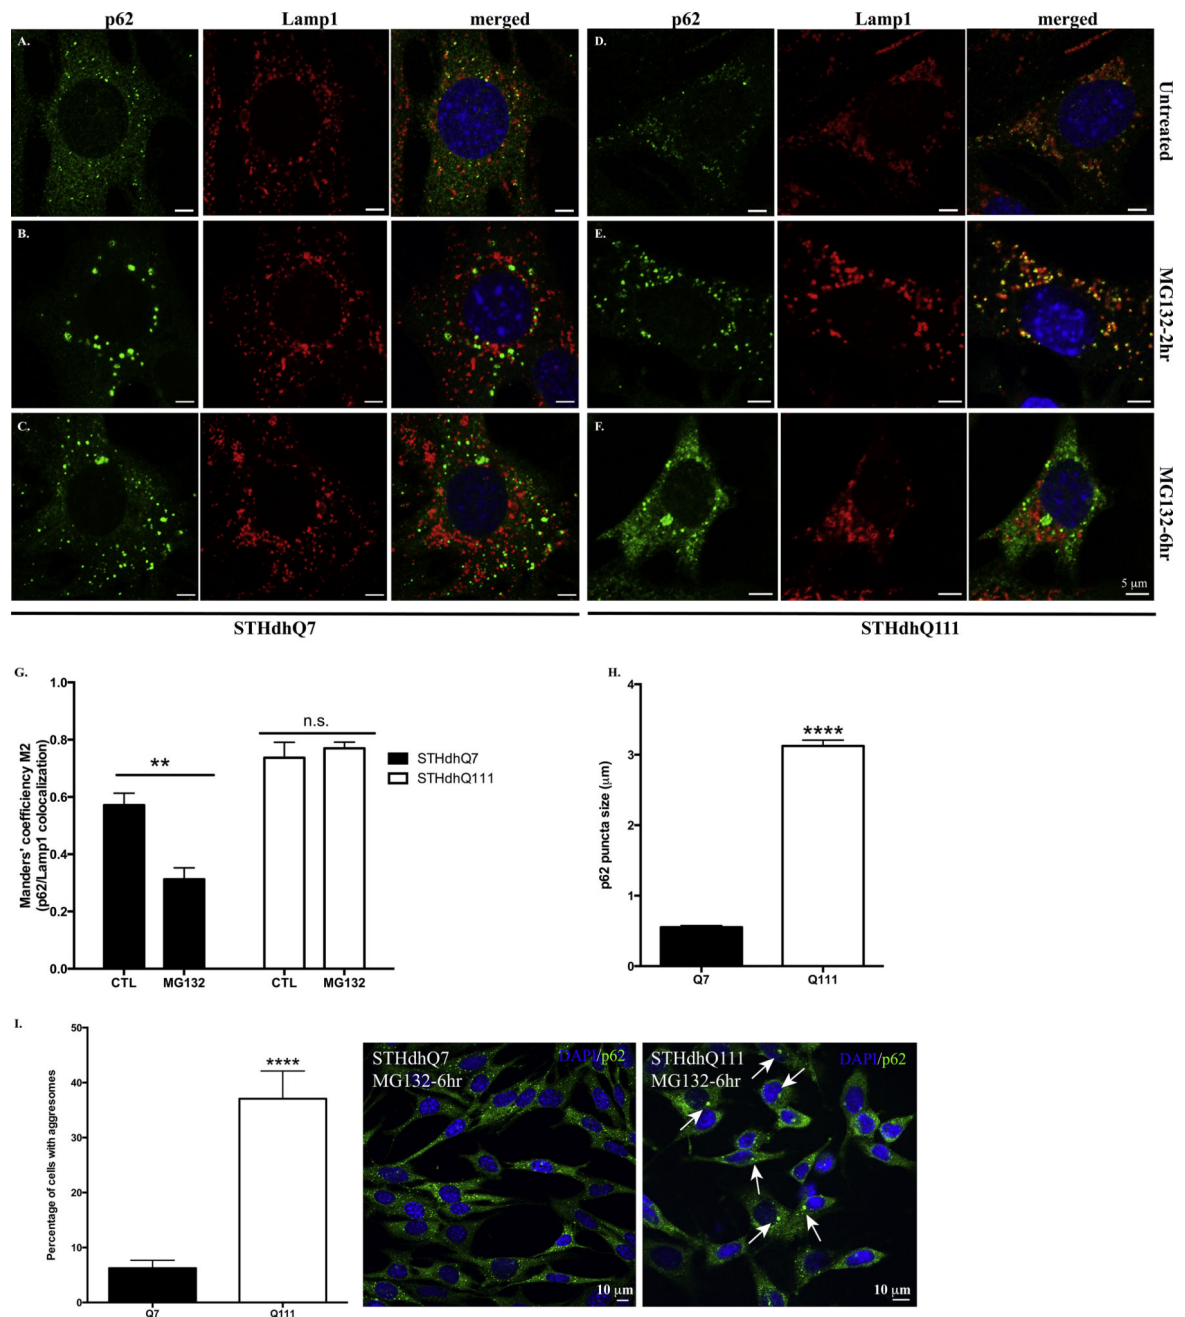 p62 Lamp1 merged p62 Lamp1 merged
A. D. Untreated
B. E. MG132-2hr
C. F. MG132-6hr
5 μm
STHdhQ7 STHdhQ111
G. H.
Manders' coefficiency M2
(p62/Lamp1 colocalization)
1.0
0.8
0.6
0.4
0.2
0.0
**
n.s.
STHdhQ7
STHdhQ111
CTL MG132 CTL MG132
p62 puncta size (μm)
4
3
2
1
0
****
Q7 Q111
I.
Percentage of cells with aggresomes
50
40
30
20
10
0
****
Q7 Q111
STHdhQ7 DAPI/p62
MG132-6hr
10 μm
STHdhQ111 DAPI/p62
MG132-6hr
10 μm